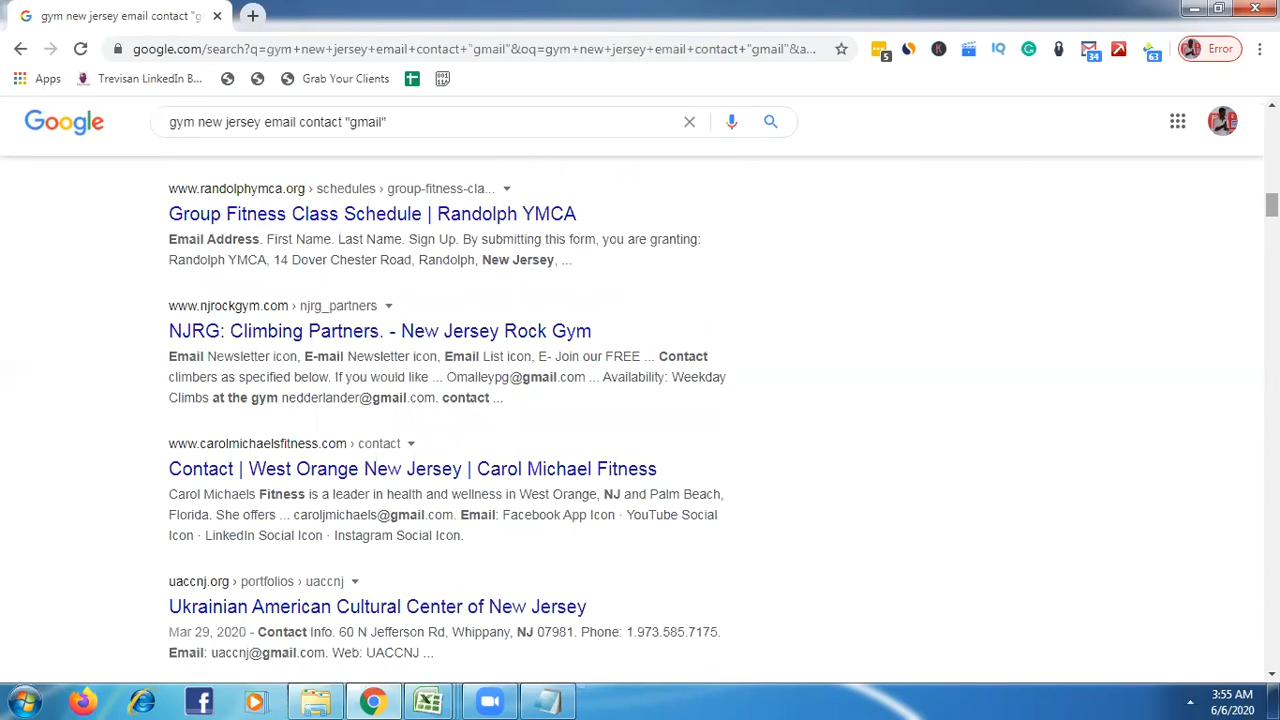 gym new jersey email contact "g
google.com/search?q=gym+new+jersey+email+contact+"gmail"&oq=gym+new+jersey+email+contact+"gmail"&a...
5
IQ
34
63
Error
Apps
Trevisan LinkedIn B...
Grab Your Clients
Google
gym new jersey email contact "gmail"
www.randolphymca.org › schedules › group-fitness-cla...
Group Fitness Class Schedule | Randolph YMCA
Email Address. First Name. Last Name. Sign Up. By submitting this form, you are granting:
Randolph YMCA, 14 Dover Chester Road, Randolph, New Jersey, ...
www.njrockgym.com › njrg_partners
NJRG: Climbing Partners. - New Jersey Rock Gym
Email Newsletter icon, E-mail Newsletter icon, Email List icon, E- Join our FREE ... Contact
climbers as specified below. If you would like ... Omalleypg@gmail.com ... Availability: Weekday
Climbs at the gym nedderlander@gmail.com. contact ...
www.carolmichaelsfitness.com › contact
Contact | West Orange New Jersey | Carol Michael Fitness
Carol Michaels Fitness is a leader in health and wellness in West Orange, NJ and Palm Beach,
Florida. She offers ... caroljmichaels@gmail.com. Email: Facebook App Icon · YouTube Social
Icon · LinkedIn Social Icon · Instagram Social Icon.
uaccnj.org › portfolios › uaccnj
Ukrainian American Cultural Center of New Jersey
Mar 29, 2020 - Contact Info. 60 N Jefferson Rd, Whippany, NJ 07981. Phone: 1.973.585.7175.
Email: uaccnj@gmail.com. Web: UACCNJ ...
3:55 AM
6/6/2020